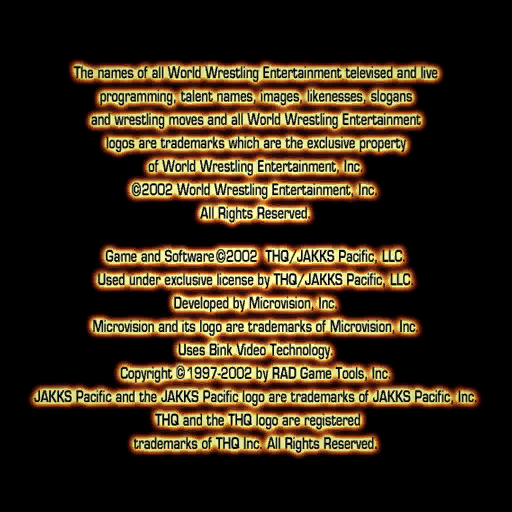 The names of all World Wrestling Entertainment televised and live
programming, talent names, images, likenesses, slogans
and wrestling moves and all World Wrestling Entertainment
logos are trademarks which are the exclusive property
of World Wrestling Entertainment, Inc.
©2002 World Wrestling Entertainment, Inc.
All Rights Reserved.
Game and Software©2002 THQ/JAKKS Pacific, LLC.
Used under exclusive license by THQ/JAKKS Pacific, LLC.
Developed by Microvision, Inc.
Microvision and its logo are trademarks of Microvision, Inc.
Uses Bink Video Technology.
Copyright ©1997-2002 by RAD Game Tools, Inc.
JAKKS Pacific and the JAKKS Pacific logo are trademarks of JAKKS Pacific, Inc.
THQ and the THQ logo are registered
trademarks of THQ Inc. All Rights Reserved.